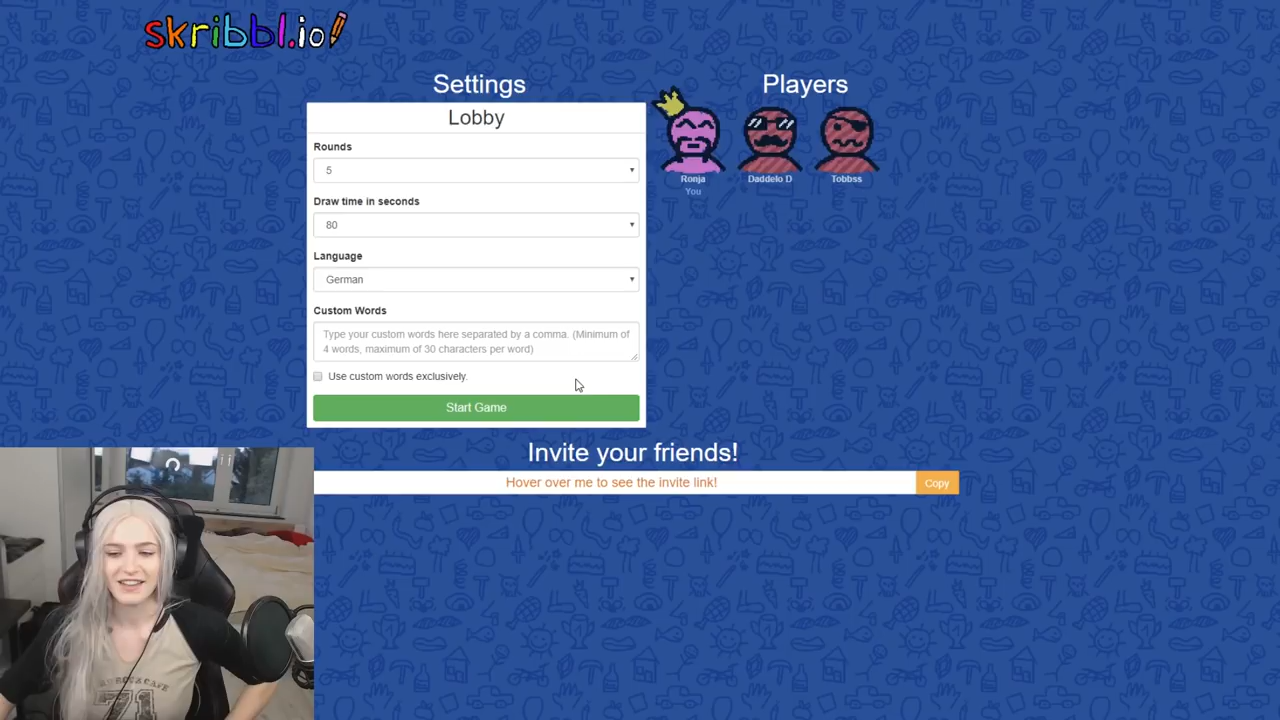 skribbl.io
Settings
Players
Lobby
Rounds
5
Draw time in seconds
80
Language
German
Custom Words
Type your custom words here separated by a comma. (Minimum of
4 words, maximum of 30 characters per word)
Use custom words exclusively.
Start Game
Ronja
You
Daddelo D
Tobbss
Invite your friends!
Hover over me to see the invite link!
Copy
71